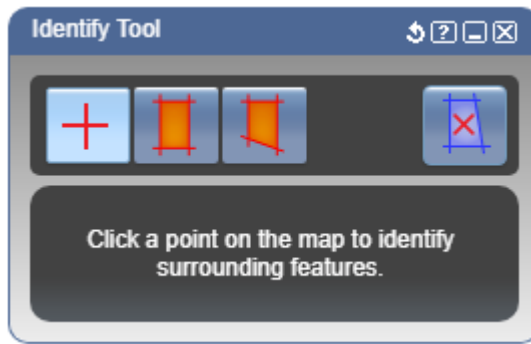 Identify Tool ?
Click a point on the map to identify
surrounding features.